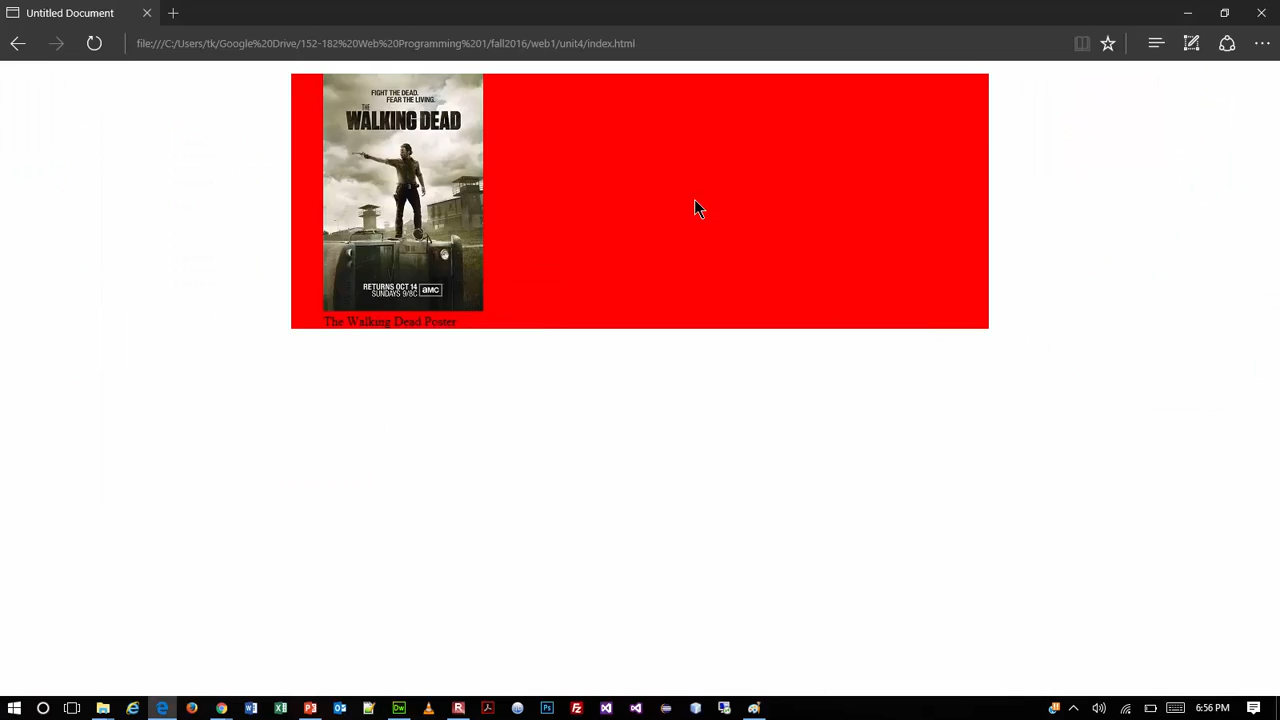 Untitled Document
file:///C:/Users/tk/Google%20Drive/152-182%20Web%20Programming%201/fall2016/web1/unit4/index.html
FIGHT THE DEAD.
FEAR THE LIVING.
THE
WALKING DEAD
RETURNS OCT 14
SUNDAYS 9/8C amc
The Walking Dead Poster
6:56 PM